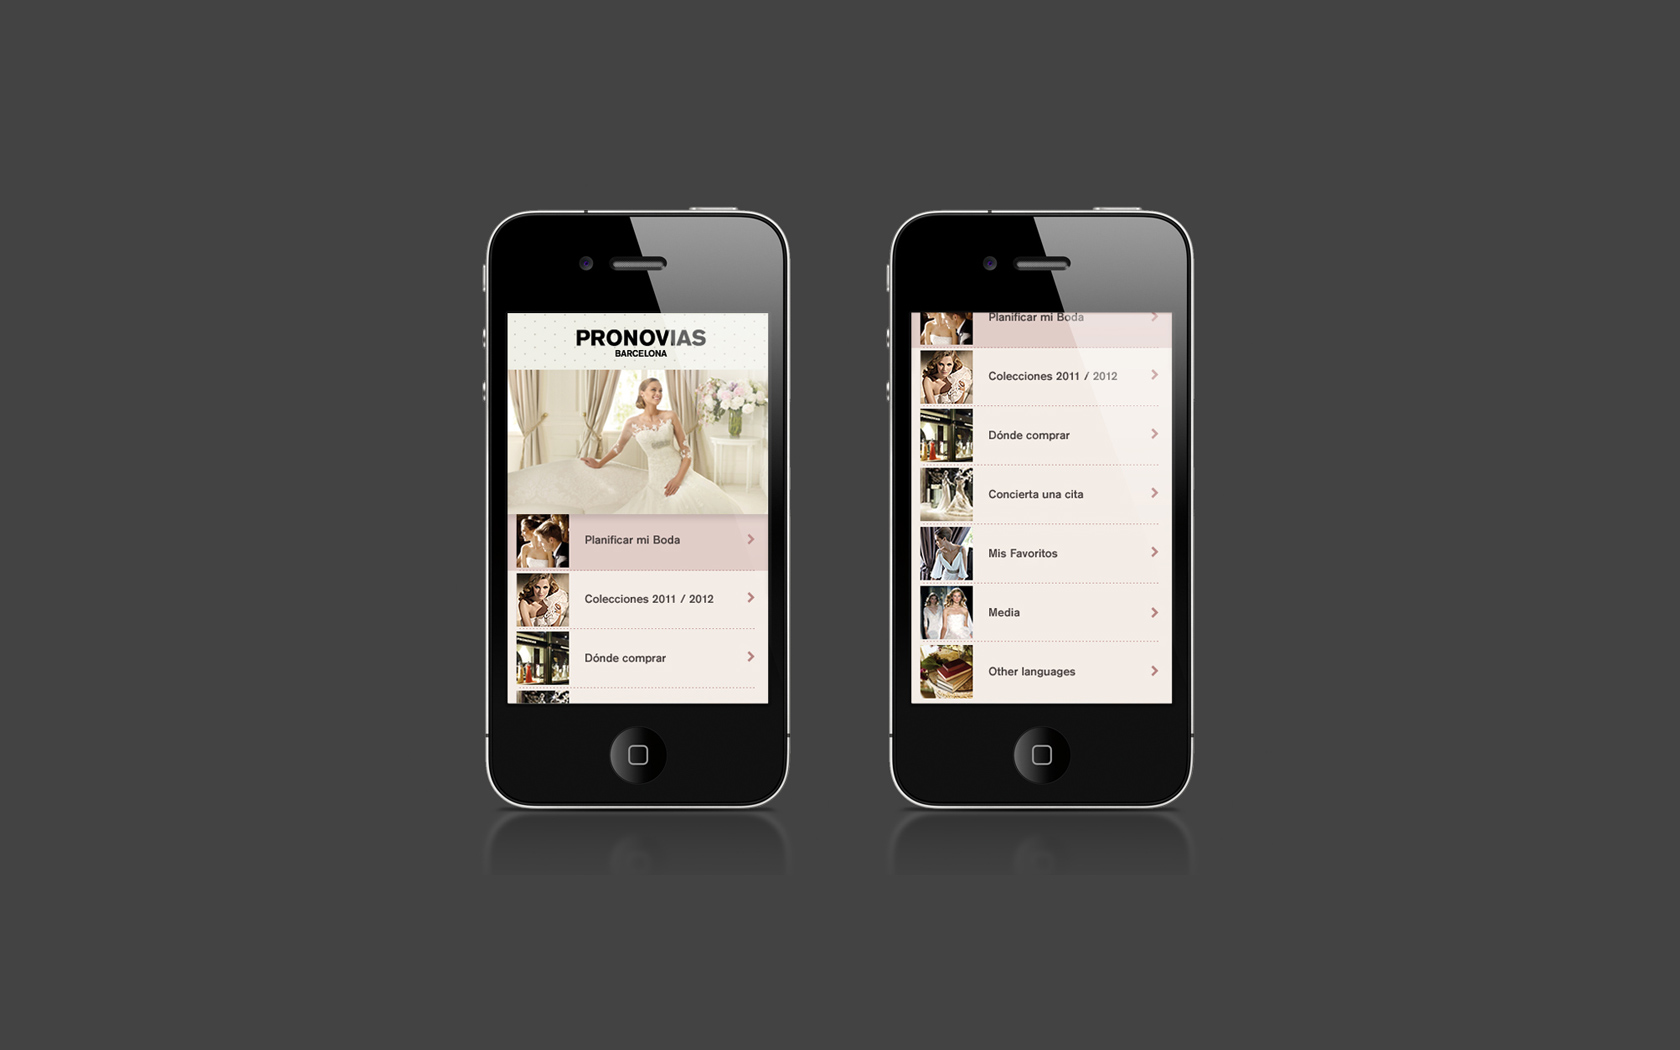 PRONOVIAS
BARCELONA
Planificar mi Boda
Colecciones 2011 / 2012
Dónde comprar
Planificar mi Boda
Colecciones 2011 / 2012
Dónde comprar
Concierta una cita
Mis Favoritos
Media
Other languages